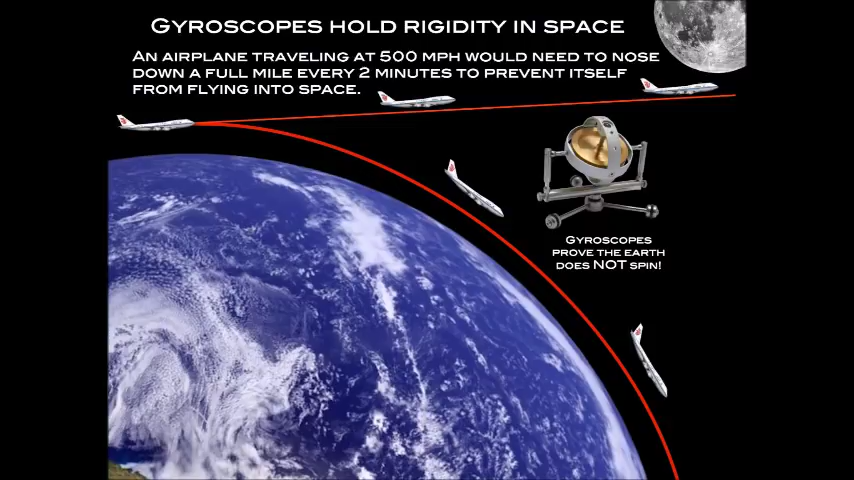 Gyroscopes hold rigidity in space
An airplane traveling at 500 mph would need to nose
down a full mile every 2 minutes to prevent itself
from flying into space.
Gyroscopes
prove the earth
does NOT spin!